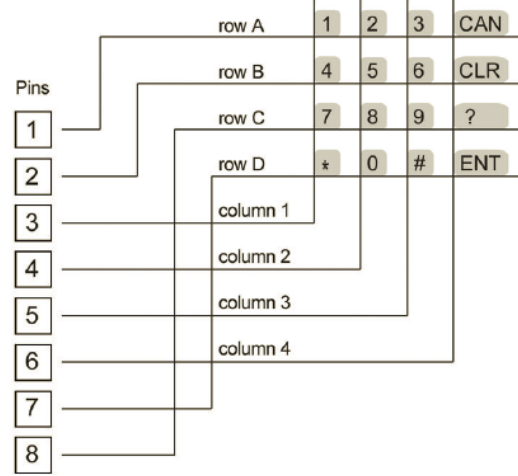 row A 1 2 3 CAN
row B 4 5 6 CLR
Pins
row C 7 8 9 ?
1
row D * 0 # ENT
2
3 column 1
4 column 2
5 column 3
6 column 4
7
8